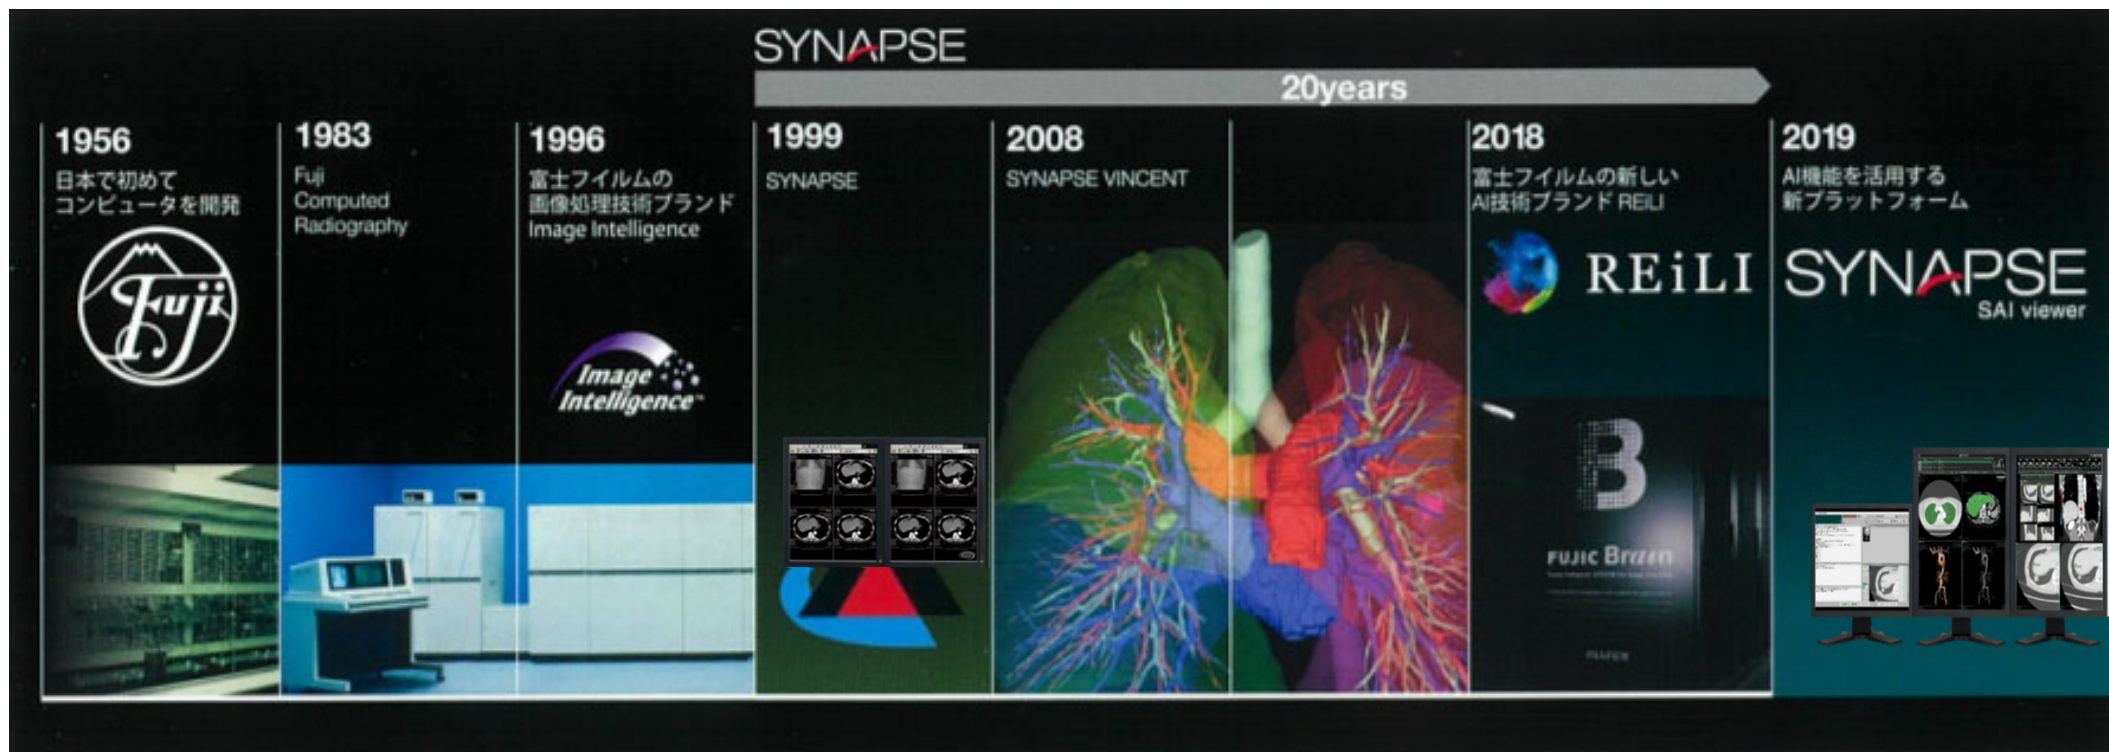 SYNAPSE
20years
1956
日本で初めて
コンピュータを開発
Fuji
1983
Fuji
Computed
Radiography
1996
富士フイルムの
画像処理技術ブランド
Image Intelligence
Image
Intelligence™
1999
SYNAPSE
2008
SYNAPSE VINCENT
2018
富士フイルムの新しい
AI技術ブランド REiLI
REiLI
B
FUJIC
2019
AI機能を活用する
新プラットフォーム
SYNAPSE
SAI viewer